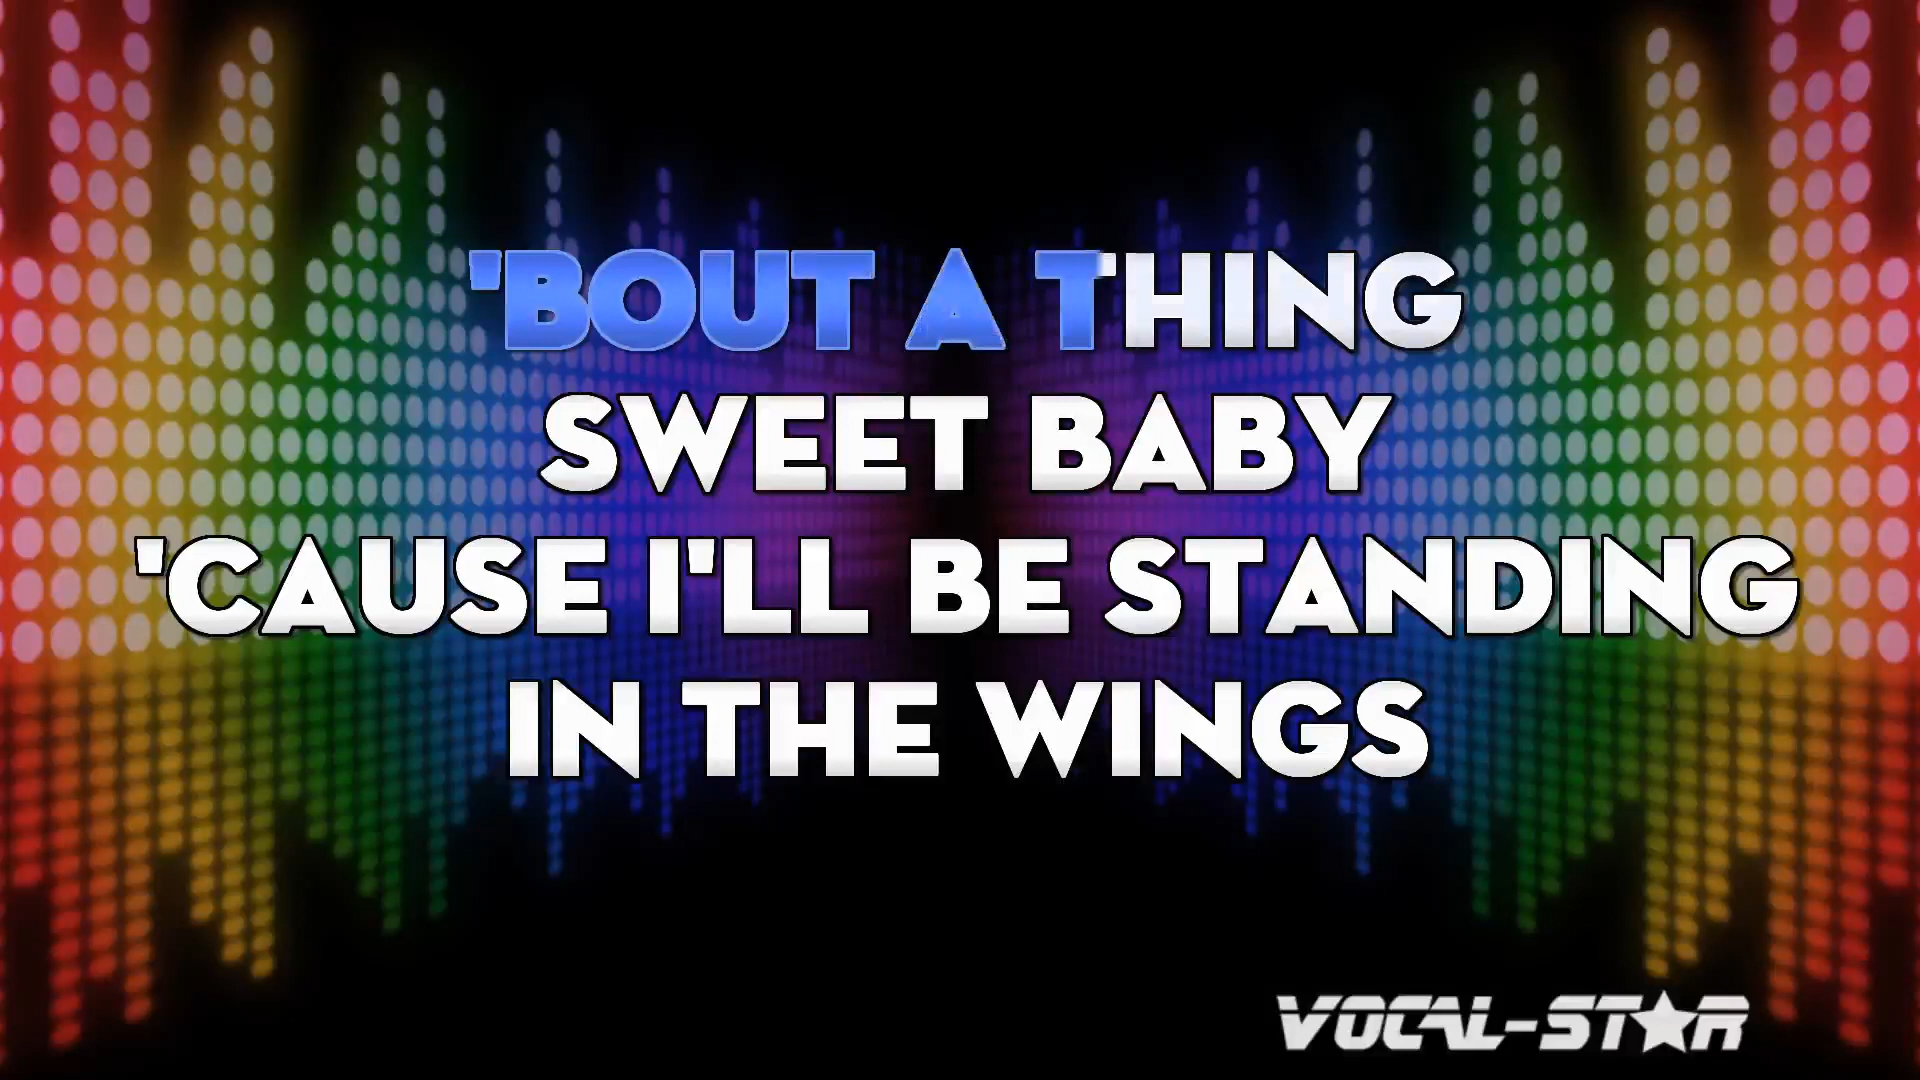 'BOUT A THING
SWEET BABY
'CAUSE I'LL BE STANDING
IN THE WINGS
VOCAL-STAR